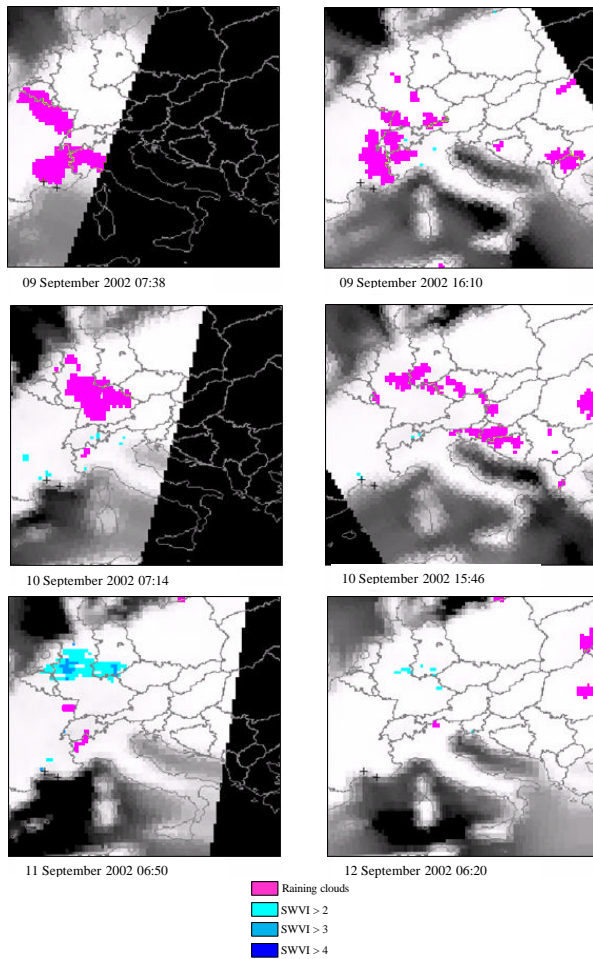 09 September 2002 07:38
09 September 2002 16:10
10 September 2002 07:14
10 September 2002 15:46
11 September 2002 06:50
12 September 2002 06:20
Raining clouds
SWVI > 2
SWVI > 3
SWVI > 4